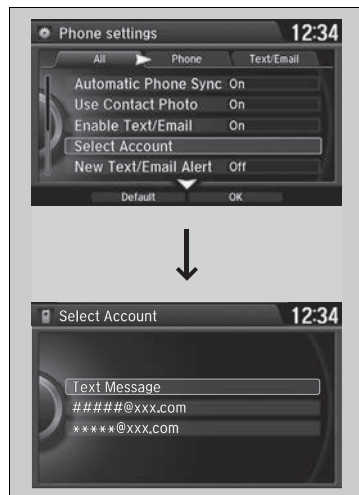 Phone settings 12:34
All Phone Text/Email
Automatic Phone Sync On
Use Contact Photo On
Enable Text/Email On
Select Account
New Text/Email Alert Off
Default OK
Select Account 12:34
Text Message
#####@xxx.com
*****@xxx.com